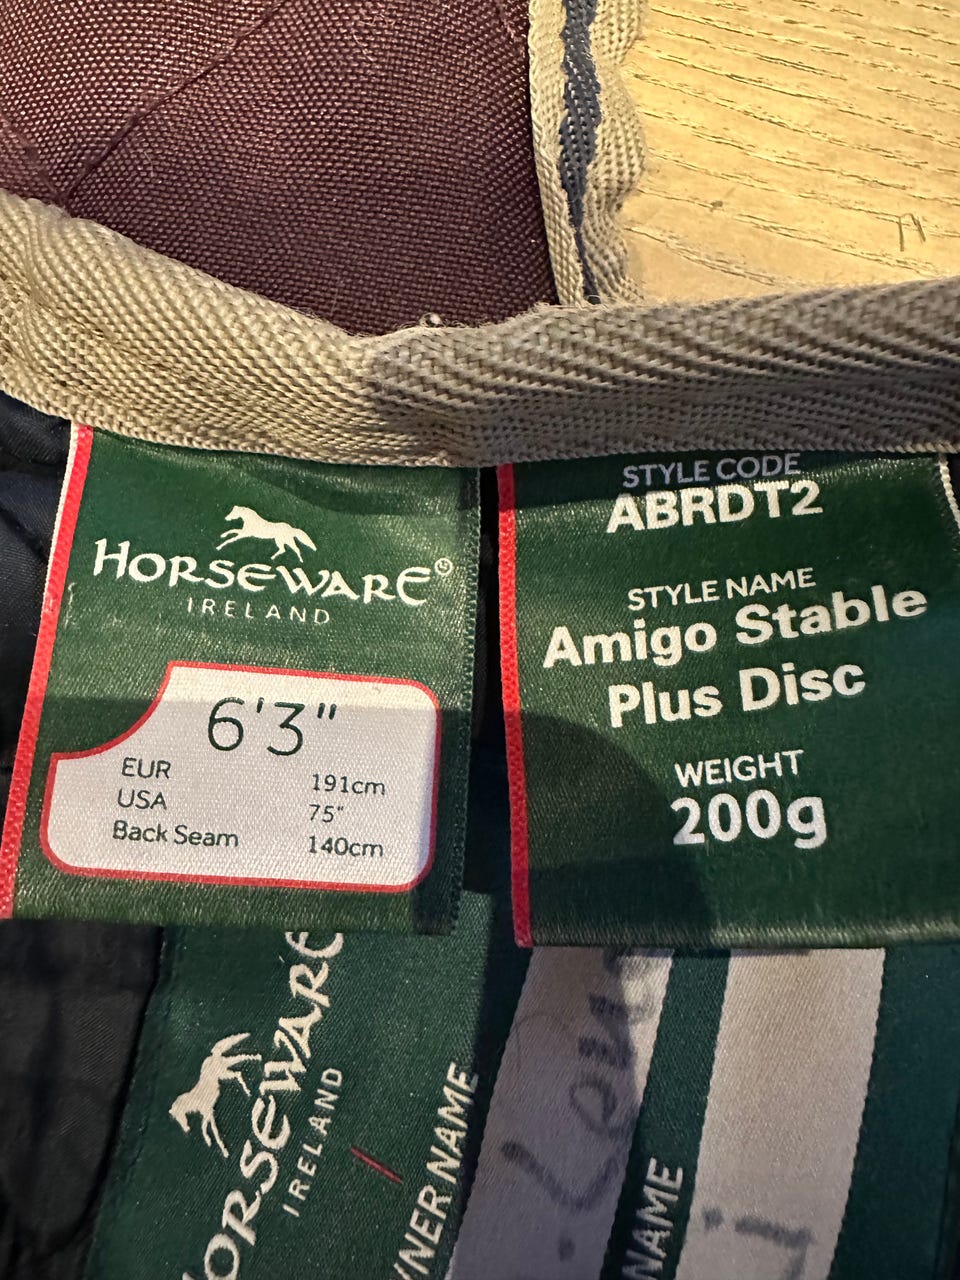 HORSEWARE
IRELAND
6'3"
EUR 191cm
USA 75"
Back Seam 140cm
STYLE CODE
ABRDT2
STYLE NAME
Amigo Stable
Plus Disc
WEIGHT
200g
HORSEWARE
IRELAND
NAME
NAME